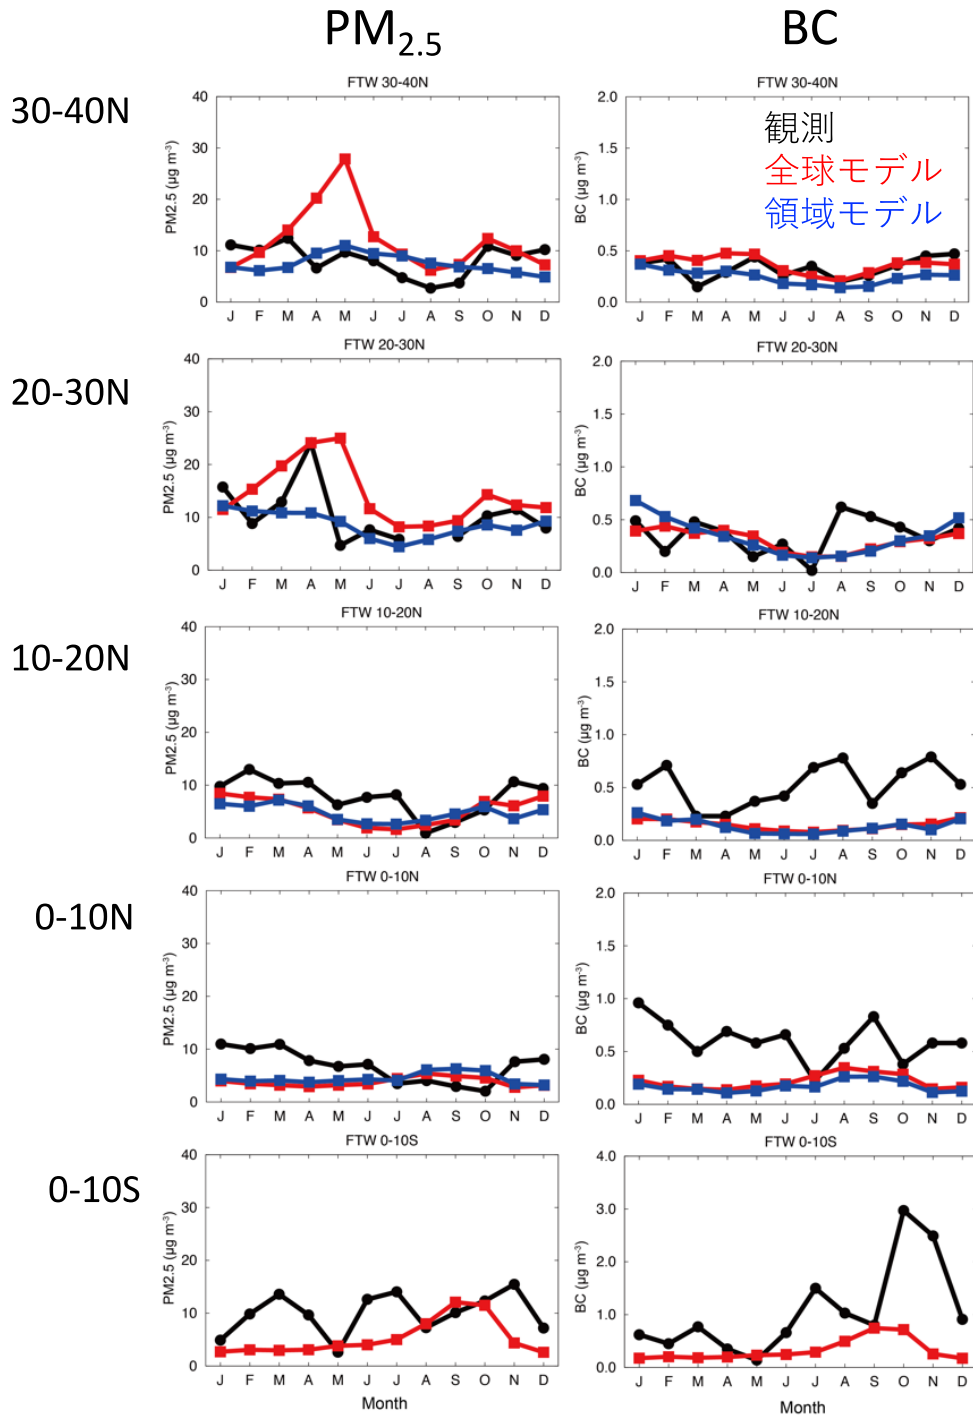 PM2.5 BC
30-40N
FTW 30-40N
40
30
20
10
0
PM2.5 (μg m-3)
J F M A M J J A S O N D
FTW 30-40N
2.0
1.5
1.0
0.5
0.0
BC (μg m-3)
J F M A M J J A S O N D
観測
全球モデル
領域モデル
20-30N
FTW 20-30N
40
30
20
10
0
PM2.5 (μg m-3)
J F M A M J J A S O N D
FTW 20-30N
2.0
1.5
1.0
0.5
0.0
BC (μg m-3)
J F M A M J J A S O N D
10-20N
FTW 10-20N
40
30
20
10
0
PM2.5 (μg m-3)
J F M A M J J A S O N D
FTW 10-20N
2.0
1.5
1.0
0.5
0.0
BC (μg m-3)
J F M A M J J A S O N D
0-10N
FTW 0-10N
40
30
20
10
0
PM2.5 (μg m-3)
J F M A M J J A S O N D
FTW 0-10N
2.0
1.5
1.0
0.5
0.0
BC (μg m-3)
J F M A M J J A S O N D
0-10S
FTW 0-10S
40
30
20
10
0
PM2.5 (μg m-3)
J F M A M J J A S O N D
Month
FTW 0-10S
4.0
3.0
2.0
1.0
0.0
BC (μg m-3)
J F M A M J J A S O N D
Month